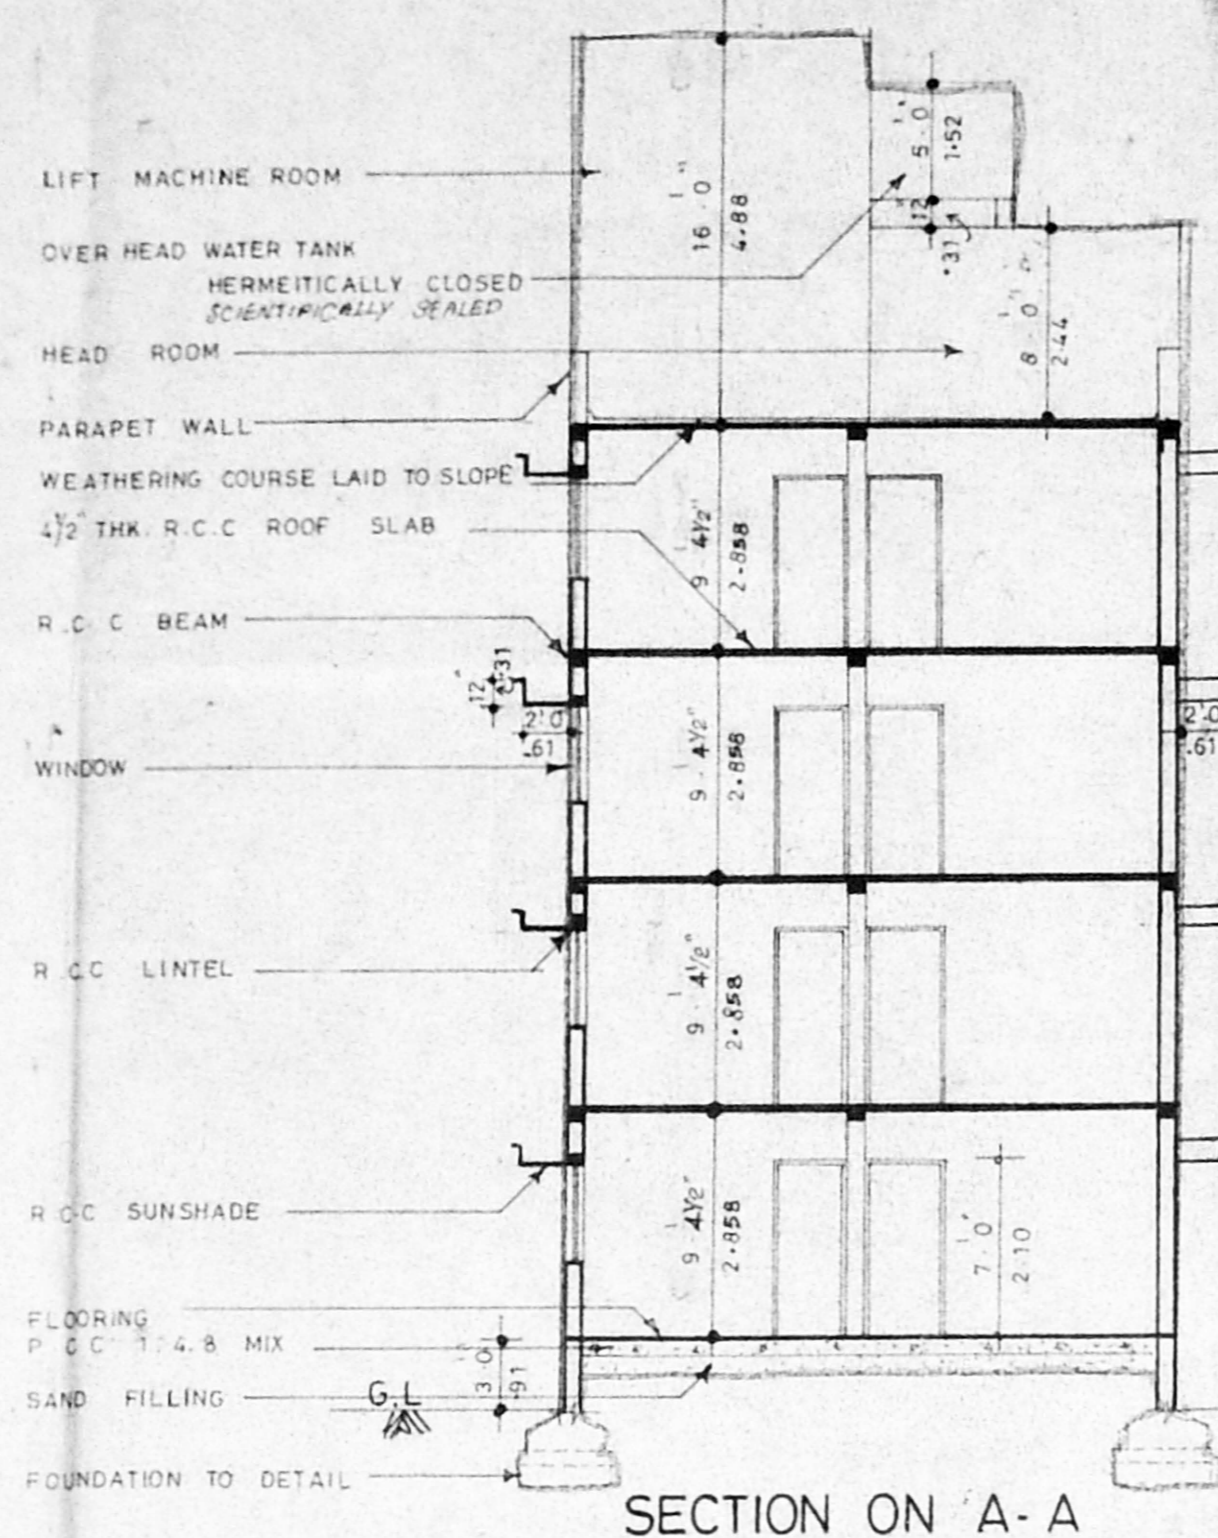 LIFT MACHINE ROOM
OVER HEAD WATER TANK
HERMEITICALLY CLOSED
SCIENTIFICALLY SEALED
HEAD ROOM
PARAPET WALL
WEATHERING COURSE LAID TO SLOPE
4½" THK. R.C.C ROOF SLAB
R.C.C BEAM
WINDOW
R.C.C LINTEL
R.C.C SUNSHADE
FLOORING
P.C.C 1:4:8 MIX
SAND FILLING
G.L
FOUNDATION TO DETAIL
16'-0"
4.88
5'-0"
1.52
12"
.31
8'-0"
2.44
9'-4½"
2.858
12"
.31
2'0
.61
9'-4½"
2.858
2'0
.61
9'-4½"
2.858
9'-4½"
2.858
7'-0"
2.10
3'-0"
.91
SECTION ON A-A